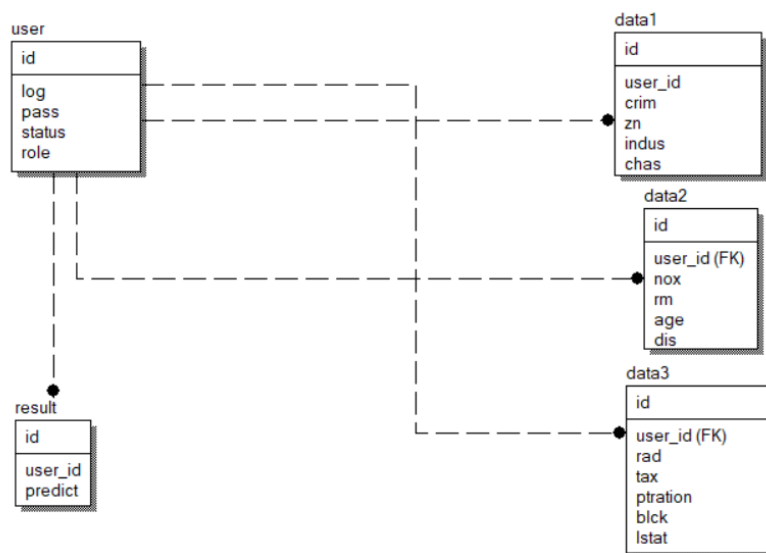 user
id
log
pass
status
role
data1
id
user_id
crim
zn
indus
chas
data2
id
user_id (FK)
nox
rm
age
dis
data3
id
user_id (FK)
rad
tax
ptration
blck
lstat
result
id
user_id
predict